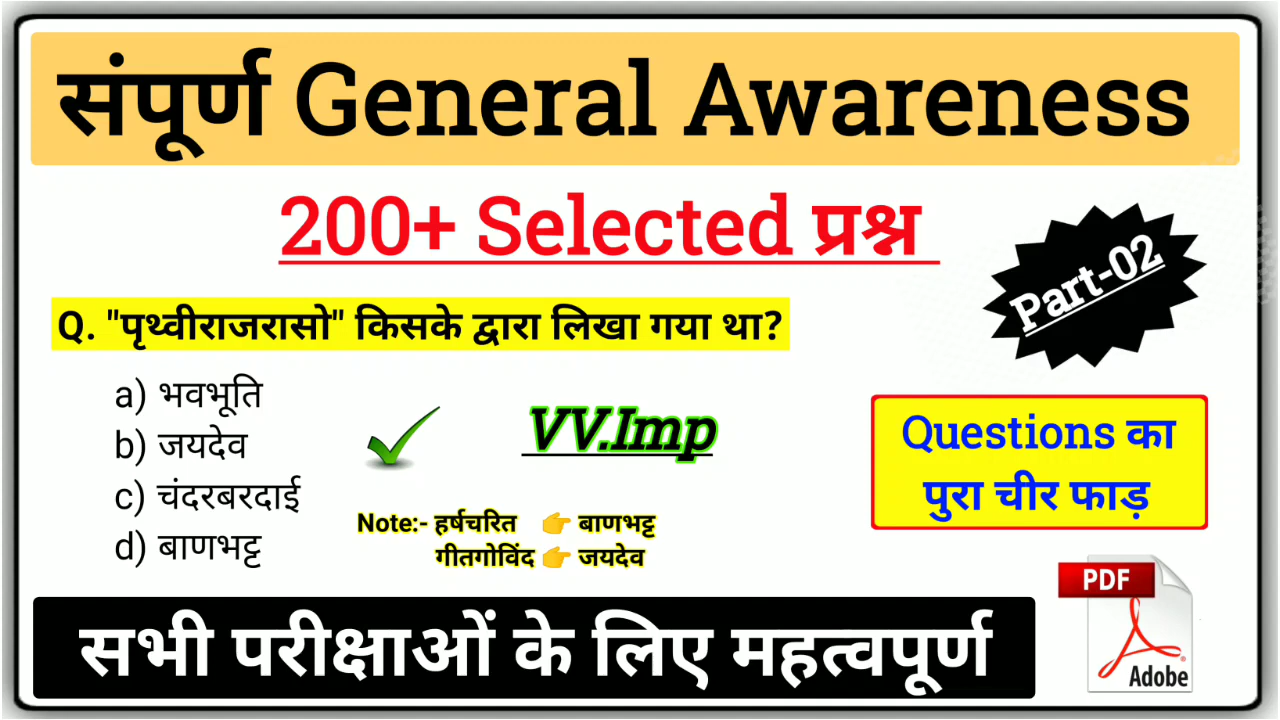 संपूर्ण General Awareness
200+ Selected प्रश्न
Part-02
Q. "पृथ्वीराजरासो" किसके द्वारा लिखा गया था?
a) भवभूति
b) जयदेव
c) चंदरबरदाई
d) बाणभट्ट
VV.Imp
Note:- हर्षचरित 👉 बाणभट्ट
गीतगोविंद 👉 जयदेव
Questions का
पुरा चीर फाड़
PDF
Adobe
सभी परीक्षाओं के लिए महत्वपूर्ण